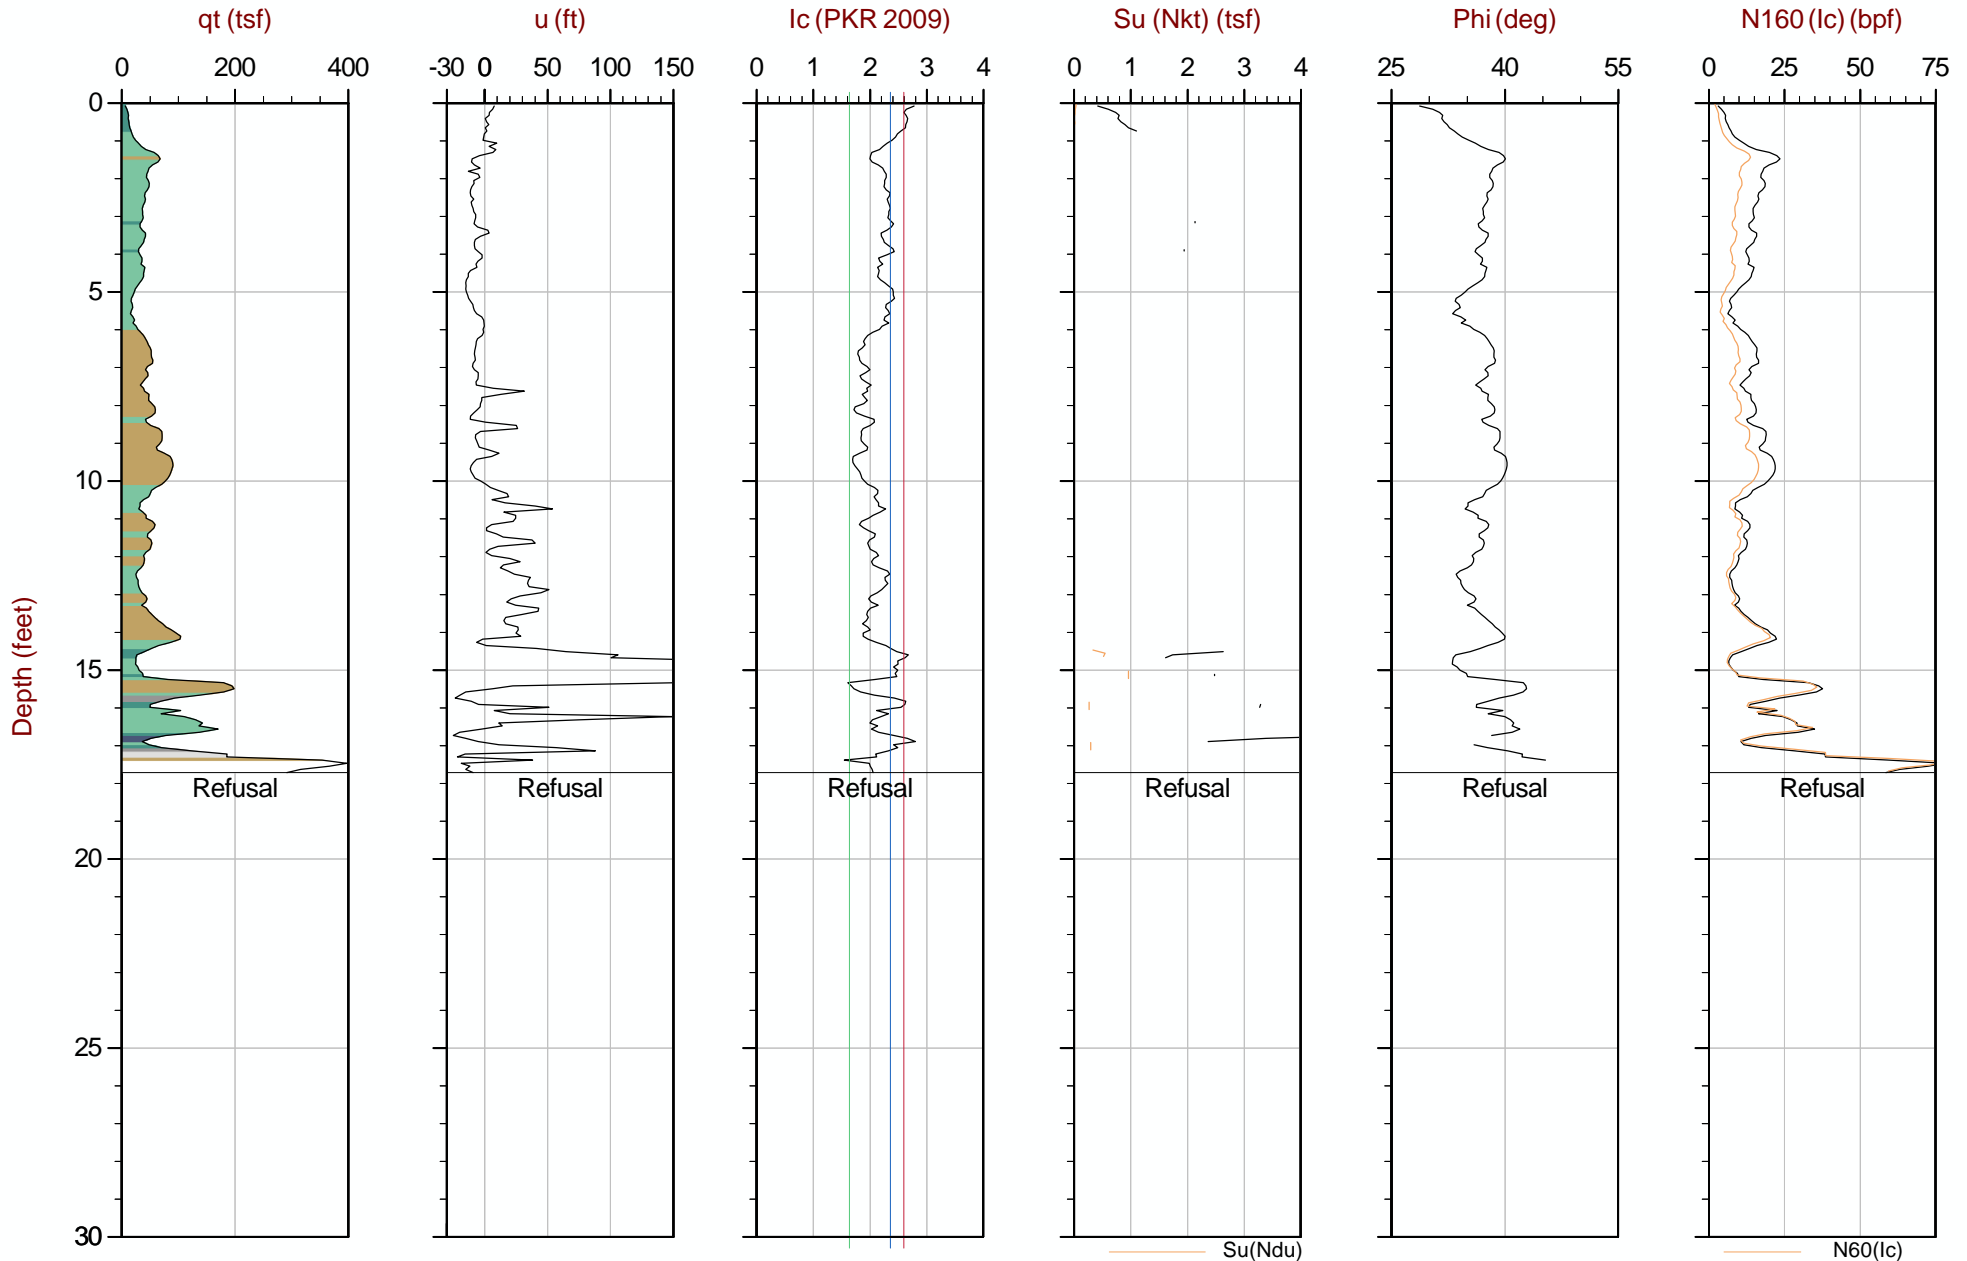 qt (tsf)
u (ft)
Ic (PKR 2009)
Su (Nkt) (tsf)
Phi (deg)
N160 (Ic) (bpf)
0 200 400
-30 0 50 100 150
0 1 2 3 4
0 1 2 3 4
25 40 55
0 25 50 75
0
5
10
15
20
25
30
Depth (feet)
Refusal
Refusal
Refusal
Refusal
Refusal
Refusal
Su(Ndu)
N60(Ic)